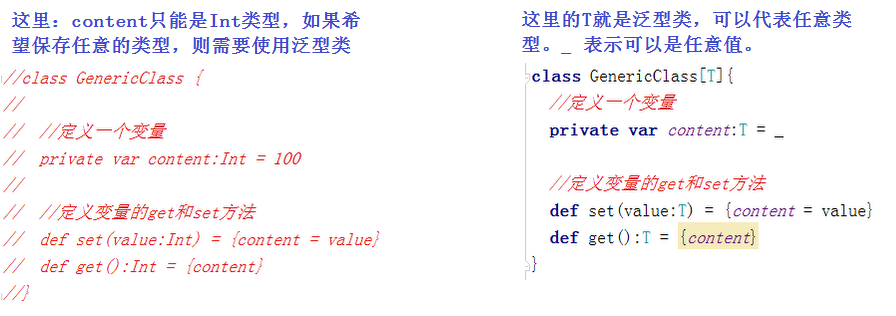 这里：content只能是Int类型，如果希
望保存任意的类型，则需要使用泛型类
//class GenericClass {
//
//  //定义一个变量
//  private var content:Int = 100
//
//  //定义变量的get和set方法
//  def set(value:Int) = {content = value}
//  def get():Int = {content}
//}
这里的T就是泛型类，可以代表任意类
型。_ 表示可以是任意值。
class GenericClass[T]{
  //定义一个变量
  private var content:T = _
  //定义变量的get和set方法
  def set(value:T) = {content = value}
  def get():T = {content}
}